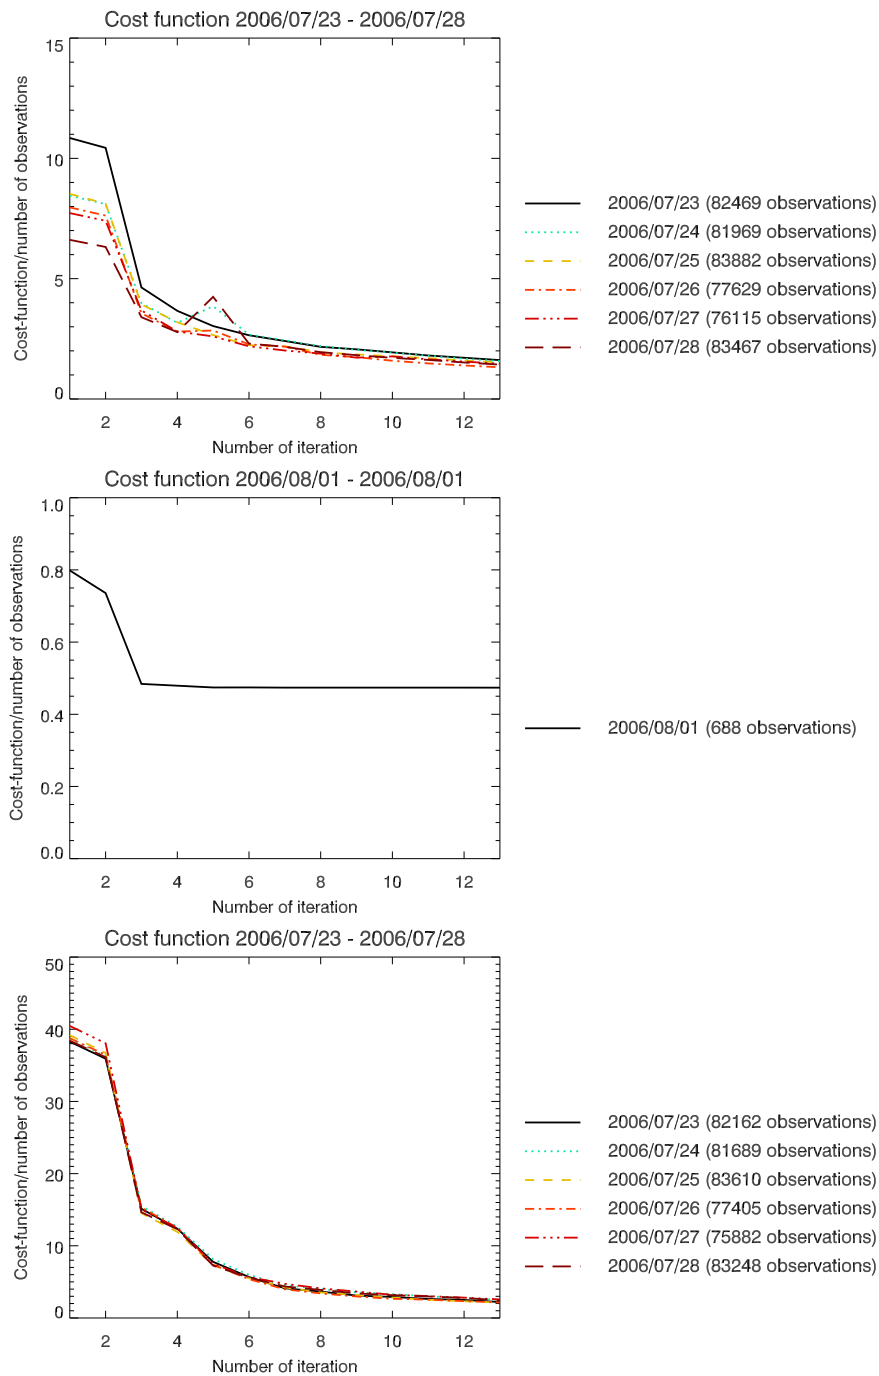 Cost function 2006/07/23 - 2006/07/28
Cost-function/number of observations
15
10
5
0
2 4 6 8 10 12
Number of iteration
2006/07/23 (82469 observations)
2006/07/24 (81969 observations)
2006/07/25 (83882 observations)
2006/07/26 (77629 observations)
2006/07/27 (76115 observations)
2006/07/28 (83467 observations)
Cost function 2006/08/01 - 2006/08/01
Cost-function/number of observations
1.0
0.8
0.6
0.4
0.2
0.0
2 4 6 8 10 12
Number of iteration
2006/08/01 (688 observations)
Cost function 2006/07/23 - 2006/07/28
Cost-function/number of observations
50
40
30
20
10
0
2 4 6 8 10 12
Number of iteration
2006/07/23 (82162 observations)
2006/07/24 (81689 observations)
2006/07/25 (83610 observations)
2006/07/26 (77405 observations)
2006/07/27 (75882 observations)
2006/07/28 (83248 observations)